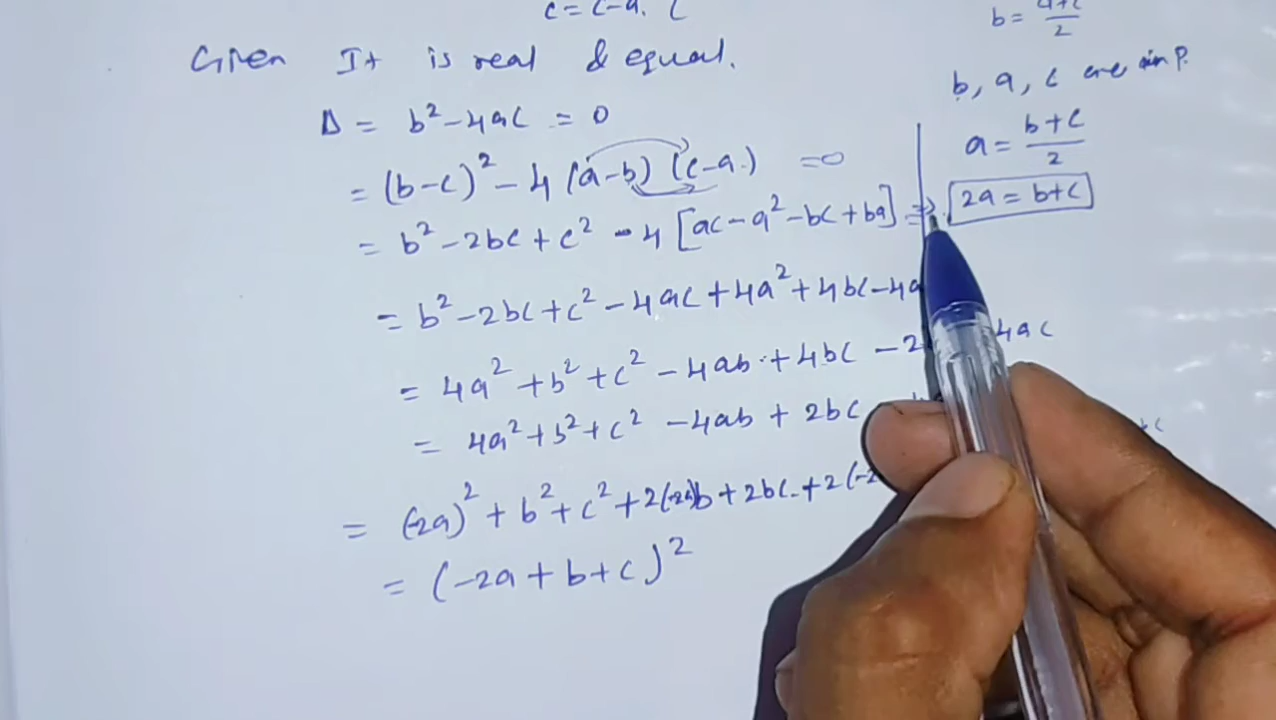 c = c-a.
Given It is real & equal.
Δ = b² - 4ac = 0
= (b-c)² - 4 (a-b) (c-a.) = 0
= b² - 2bc + c² - 4 [ac - a² - bc + ba] =>
= b² - 2bc + c² - 4ac + 4a² + 4bc - 4a
= 4a² + b² + c² - 4ab + 4bc - 2 4ac
= 4a² + b² + c² - 4ab + 2bc
= (-2a)² + b² + c² + 2(-2a)b + 2bc + 2(-2
= (-2a + b + c)²
b = a+c/2
b, a, c are in P.
a = b+c/2
2a = b+c